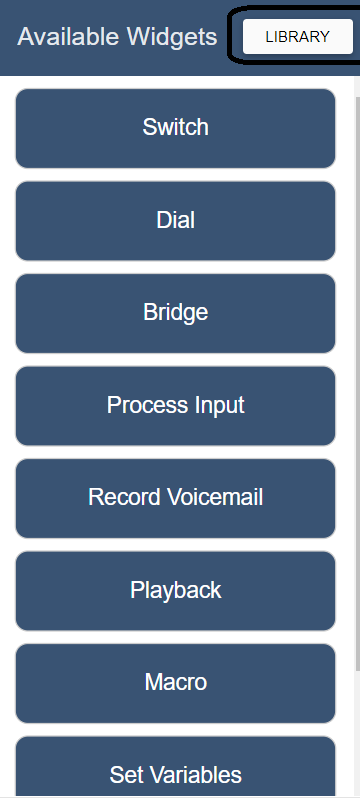 Available Widgets
LIBRARY
Switch
Dial
Bridge
Process Input
Record Voicemail
Playback
Macro
Set Variables